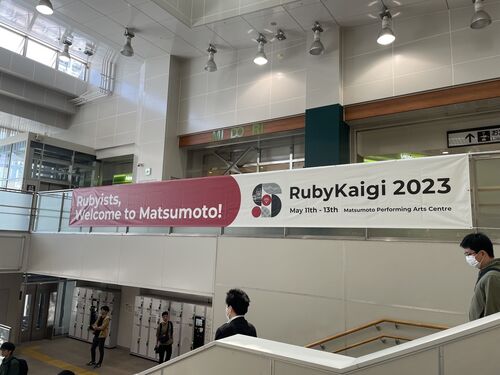 MIDORI
Rubyists,
Welcome to Matsumoto!
RubyKaigi 2023
May 11th - 13th Matsumoto Performing Arts Centre